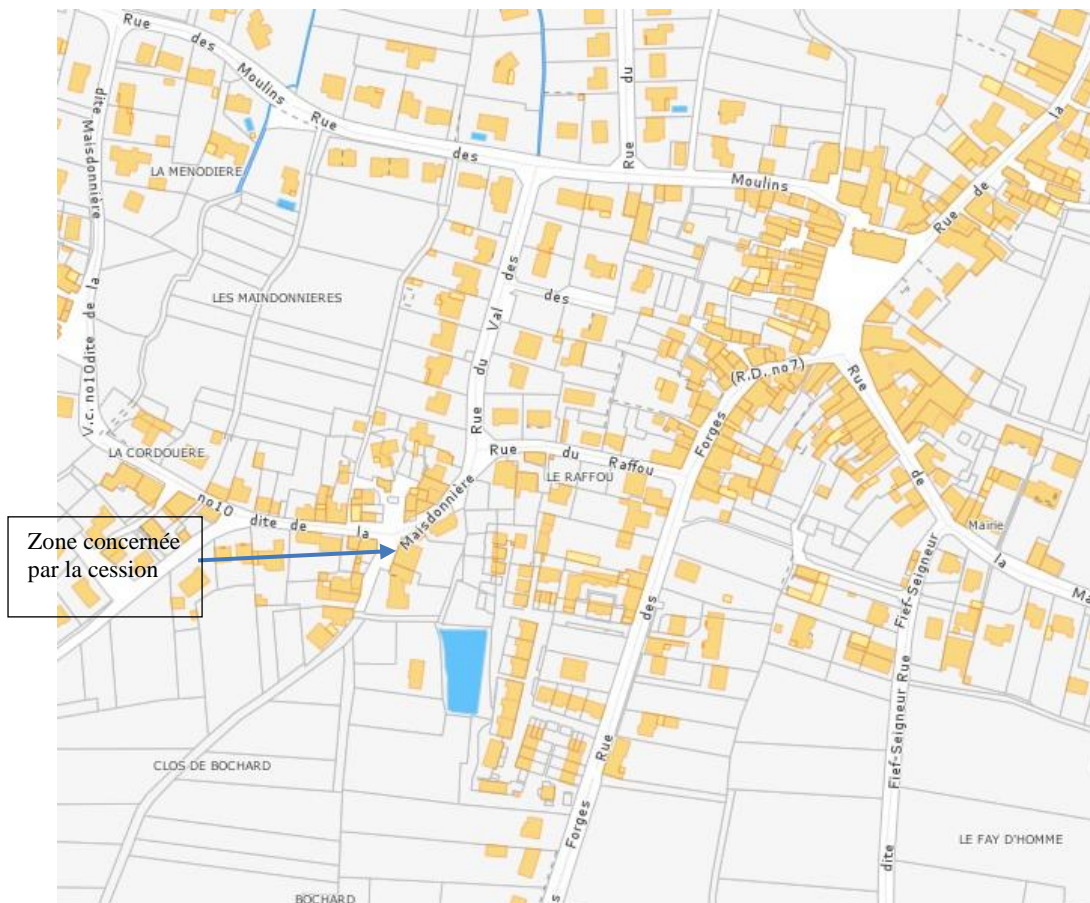 Rue des Moulins Rue des Moulins
Rue du
Rue de la
dite Maisdonnière
LA MENODIERE
LES MAINDONNIERES
Rue du Val des
des
(R.D. no7)
V.c. no10dite de la
LA CORDOUERE
no10 dite de la Maisdonnière
Rue du Raffou
LE RAFFOU
Rue de la Ma
Mairie
Zone concernée
par la cession
Forges
des
Rue
Forges
s
Fief-Seigneur
Fief-Seigneur Rue
dite
CLOS DE BOCHARD
LE FAY D'HOMME
BOCHARD